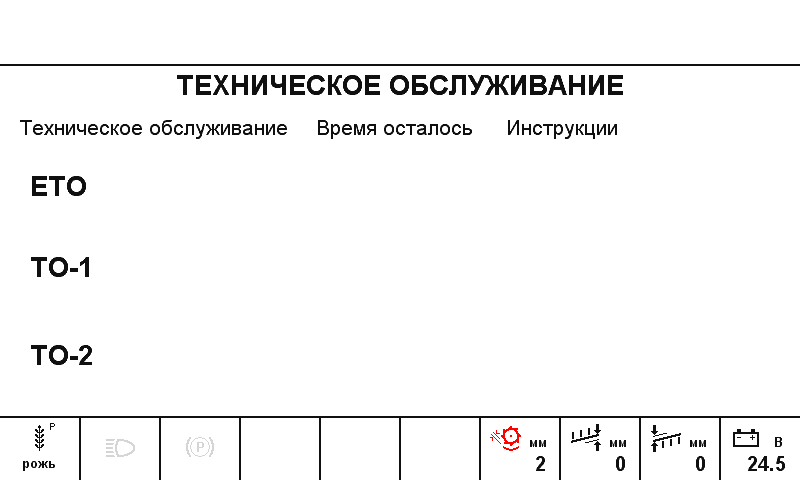 ТЕХНИЧЕСКОЕ ОБСЛУЖИВАНИЕ
Техническое обслуживание Время осталось Инструкции
ЕТО
ТО-1
ТО-2
Р
(Р)
мм мм мм В
рожь 2 0 0 24.5